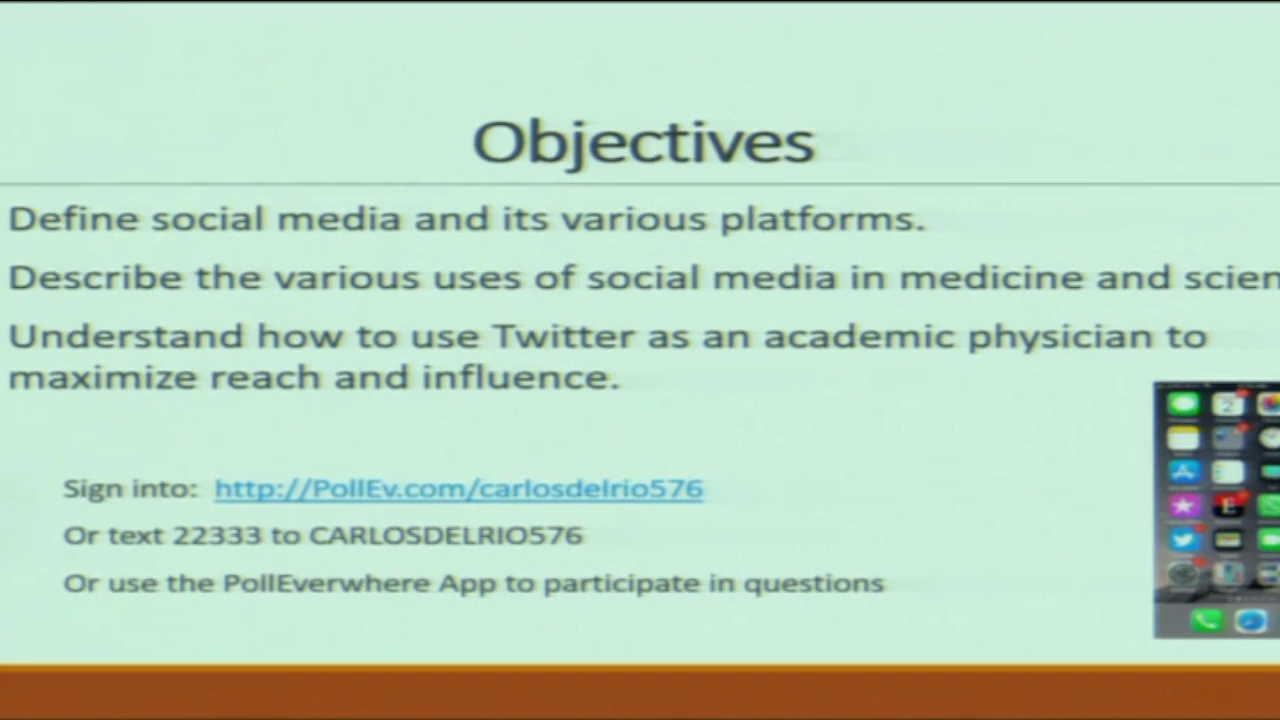 Objectives
Define social media and its various platforms.
Describe the various uses of social media in medicine and scien
Understand how to use Twitter as an academic physician to
maximize reach and influence.
Sign into: http://PollEv.com/carlosdelrio576
Or text 22333 to CARLOSDELRIO576
Or use the PollEverwhere App to participate in questions